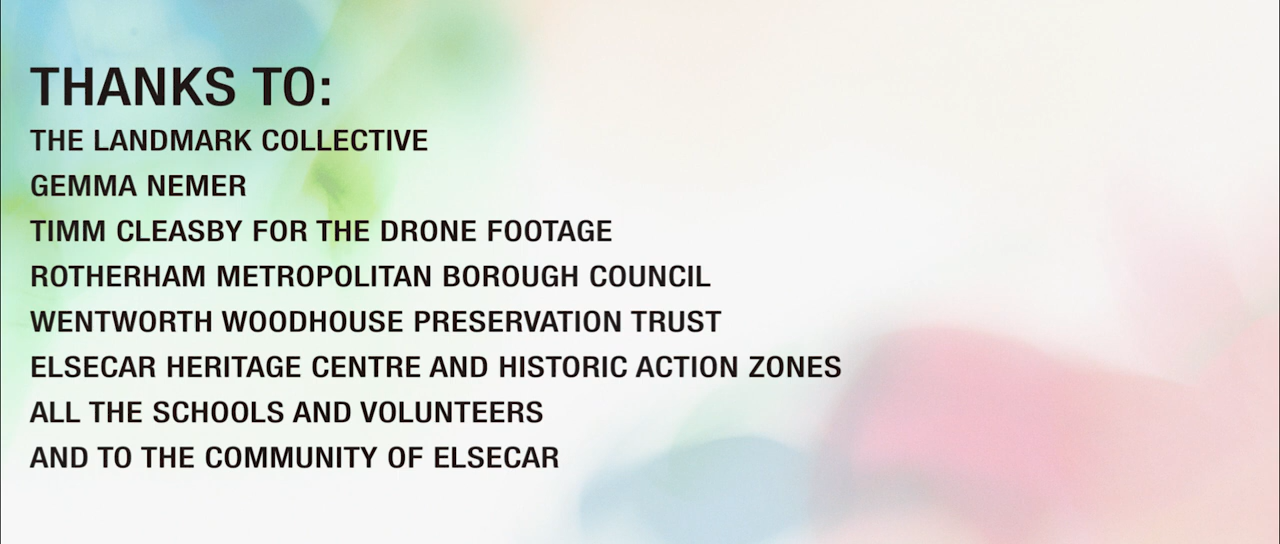 THANKS TO:
THE LANDMARK COLLECTIVE
GEMMA NEMER
TIMM CLEASBY FOR THE DRONE FOOTAGE
ROTHERHAM METROPOLITAN BOROUGH COUNCIL
WENTWORTH WOODHOUSE PRESERVATION TRUST
ELSECAR HERITAGE CENTRE AND HISTORIC ACTION ZONES
ALL THE SCHOOLS AND VOLUNTEERS
AND TO THE COMMUNITY OF ELSECAR